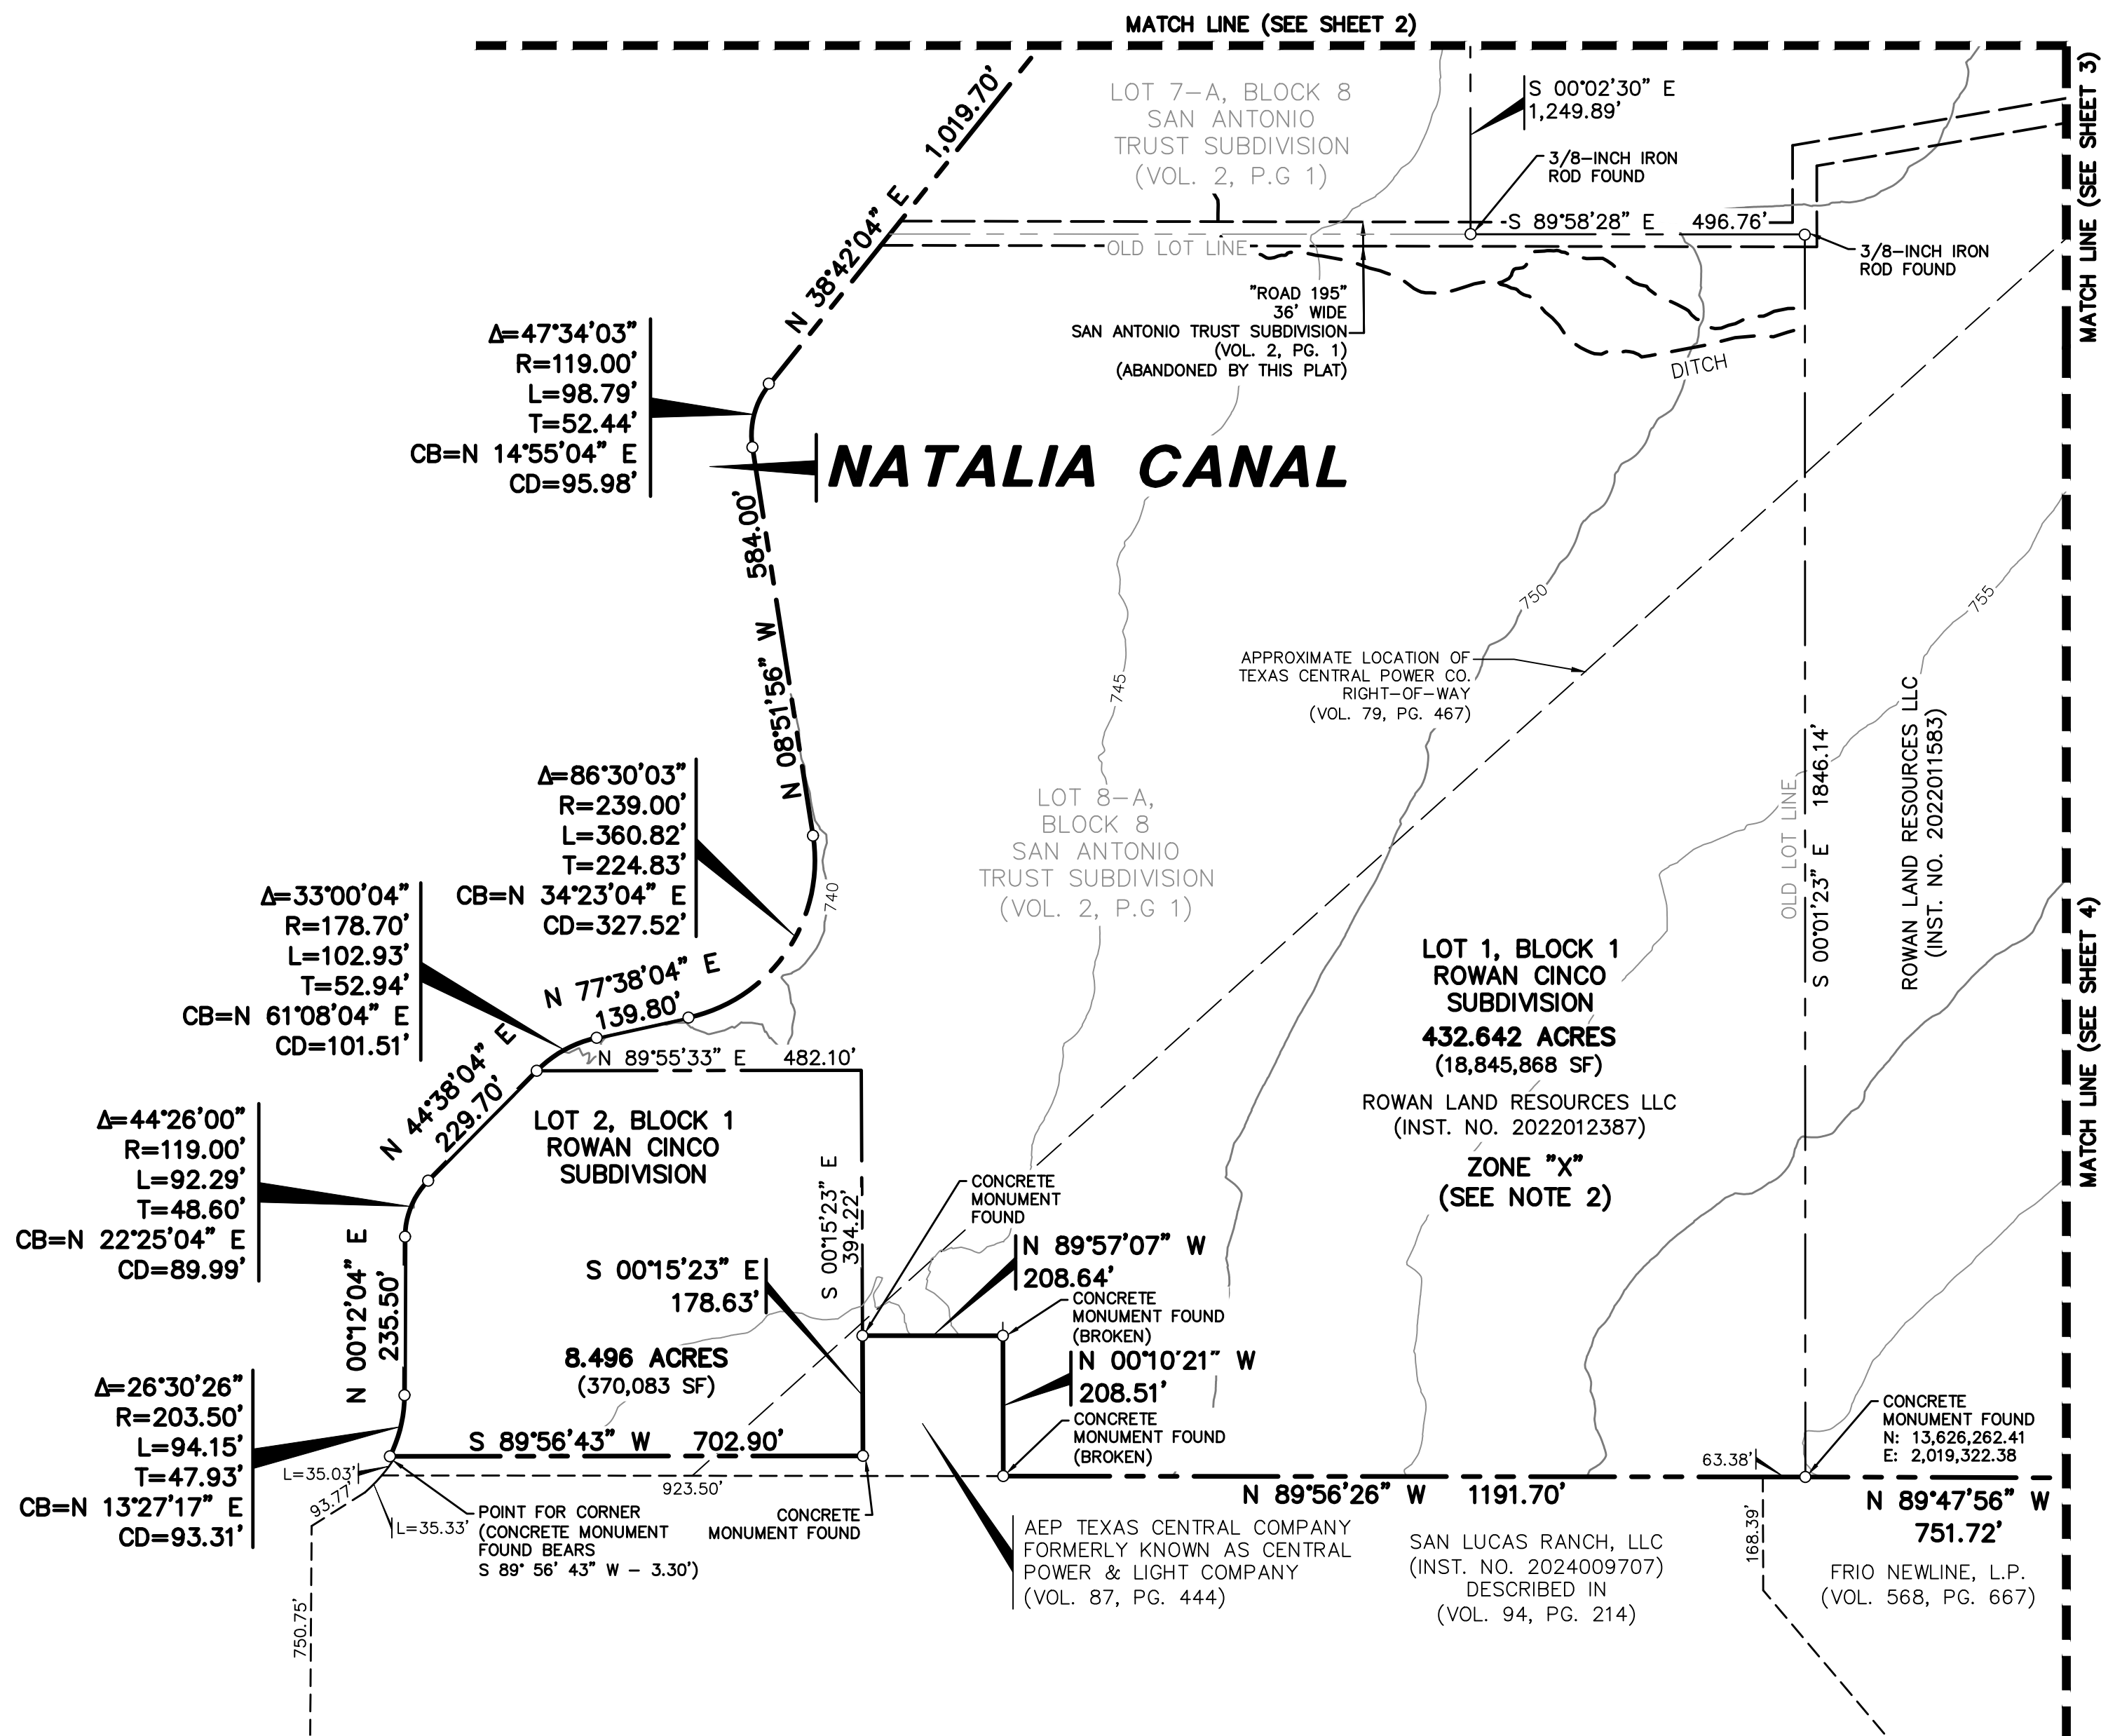 MATCH LINE (SEE SHEET 2)
MATCH LINE (SEE SHEET 3)
MATCH LINE (SEE SHEET 4)
1,019.70'
N 38°42'04" E
LOT 7-A, BLOCK 8
SAN ANTONIO
TRUST SUBDIVISION
(VOL. 2, P.G 1)
S 00°02'30" E
1,249.89'
3/8-INCH IRON
ROD FOUND
S 89°58'28" E 496.76'
3/8-INCH IRON
ROD FOUND
OLD LOT LINE
"ROAD 195"
36' WIDE
SAN ANTONIO TRUST SUBDIVISION
(VOL. 2, PG. 1)
(ABANDONED BY THIS PLAT)
DITCH
Δ=47°34'03"
R=119.00'
L=98.79'
T=52.44'
CB=N 14°55'04" E
CD=95.98'
NATALIA CANAL
584.00'
N 08°51'56" W
750
755
745
740
APPROXIMATE LOCATION OF
TEXAS CENTRAL POWER CO.
RIGHT-OF-WAY
(VOL. 79, PG. 467)
ROWAN LAND RESOURCES LLC
(INST. NO. 2022011583)
OLD LOT LINE
S 00°01'23" E 1846.14'
Δ=86°30'03"
R=239.00'
L=360.82'
T=224.83'
CB=N 34°23'04" E
CD=327.52'
LOT 8-A,
BLOCK 8
SAN ANTONIO
TRUST SUBDIVISION
(VOL. 2, P.G 1)
Δ=33°00'04"
R=178.70'
L=102.93'
T=52.94'
CB=N 61°08'04" E
CD=101.51'
N 77°38'04" E
139.80'
N 89°55'33" E 482.10'
N 44°38'04" E
229.70'
LOT 1, BLOCK 1
ROWAN CINCO
SUBDIVISION
432.642 ACRES
(18,845,868 SF)
ROWAN LAND RESOURCES LLC
(INST. NO. 2022012387)
ZONE "X"
(SEE NOTE 2)
Δ=44°26'00"
R=119.00'
L=92.29'
T=48.60'
CB=N 22°25'04" E
CD=89.99'
LOT 2, BLOCK 1
ROWAN CINCO
SUBDIVISION
S 00°15'23" E
394.22'
CONCRETE
MONUMENT
FOUND
N 89°57'07" W
208.64'
S 00°15'23" E
178.63'
CONCRETE
MONUMENT FOUND
(BROKEN)
N 00°12'04" E
235.50'
8.496 ACRES
(370,083 SF)
N 00°10'21" W
208.51'
CONCRETE
MONUMENT FOUND
(BROKEN)
Δ=26°30'26"
R=203.50'
L=94.15'
T=47.93'
CB=N 13°27'17" E
CD=93.31'
S 89°56'43" W 702.90'
L=35.03'
93.77'
L=35.33'
923.50'
POINT FOR CORNER
(CONCRETE MONUMENT
FOUND BEARS
S 89° 56' 43" W - 3.30')
CONCRETE
MONUMENT FOUND
750.75'
N 89°56'26" W 1191.70'
63.38'
168.39'
CONCRETE
MONUMENT FOUND
N: 13,626,262.41
E: 2,019,322.38
N 89°47'56" W
751.72'
AEP TEXAS CENTRAL COMPANY
FORMERLY KNOWN AS CENTRAL
POWER & LIGHT COMPANY
(VOL. 87, PG. 444)
SAN LUCAS RANCH, LLC
(INST. NO. 2024009707)
DESCRIBED IN
(VOL. 94, PG. 214)
FRIO NEWLINE, L.P.
(VOL. 568, PG. 667)